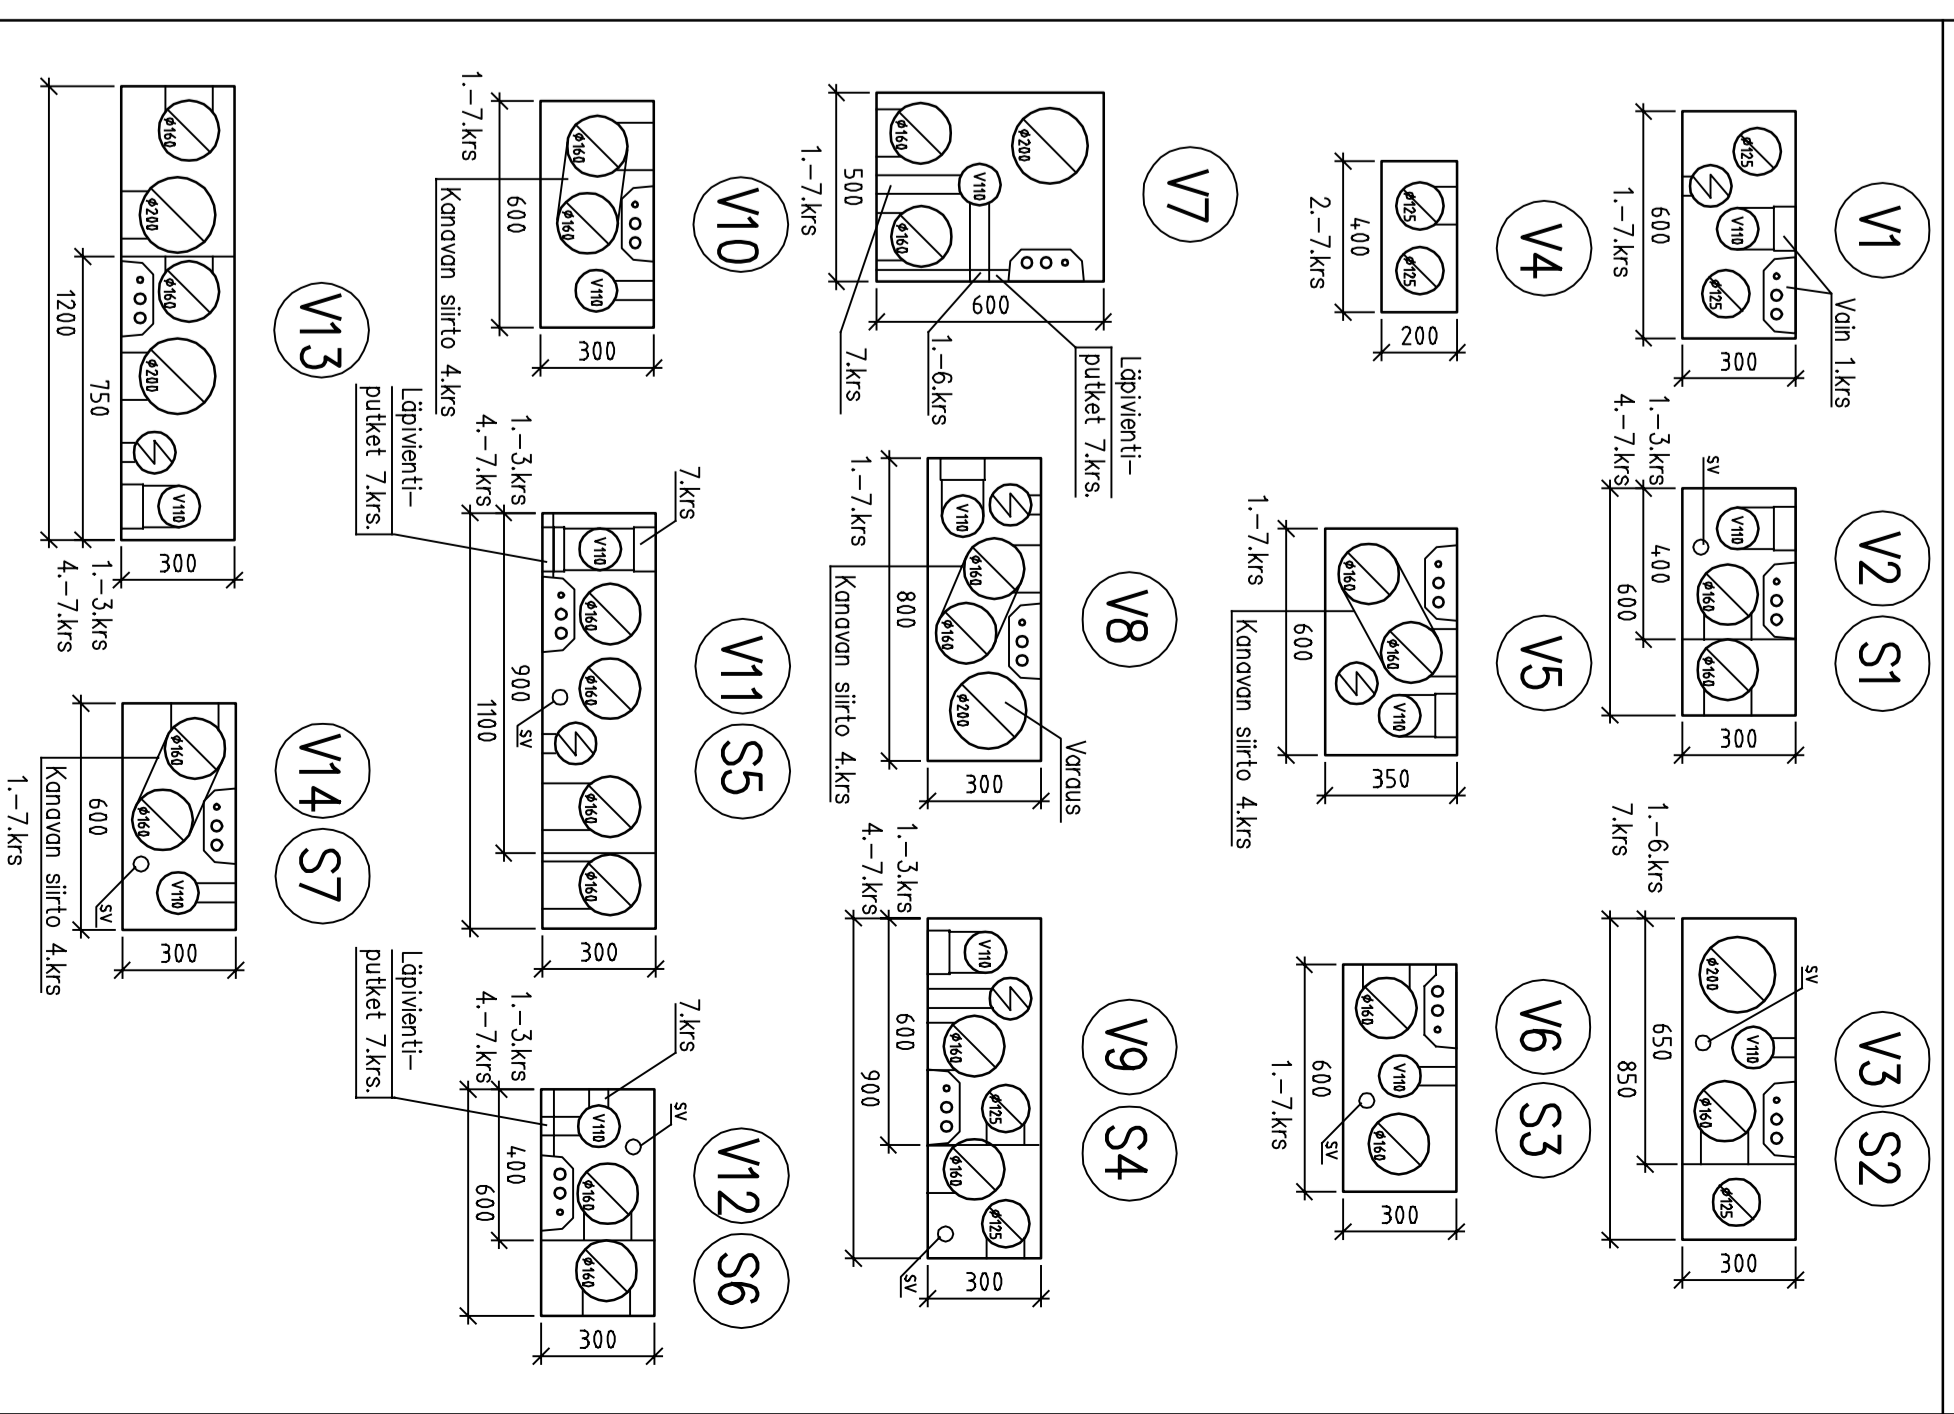 V1
Vain 1.krs
ø125
V110
ø125
300
600
1.–7.krs
V2
S1
V110
ø160
ø160
300
sv
1.–3.krs
400
4.–7.krs
600
V3
S2
sv
ø200
V110
ø160
ø125
300
1.–6.krs
650
7.krs
850
V4
ø125
ø125
200
400
2.–7.krs
V5
ø160
ø160
V110
350
600
1.–7.krs
Kanavan siirto 4.krs
V6
S3
ø160
V110
ø160
300
sv
600
1.–7.krs
V7
ø200
ø160
V110
ø160
600
500
1.–7.krs
Läpivienti–
putket 7.krs.
1.–6.krs
7.krs
V8
Varaus
V110
ø160
ø160
ø200
300
800
1.–7.krs
Kanavan siirto 4.krs
V9
S4
V110
ø160
ø125
ø160
ø125
300
sv
1.–3.krs
600
4.–7.krs
900
V10
ø160
ø160
V110
300
600
1.–7.krs
Kanavan siirto 4.krs
V11
S5
7.krs
V110
ø160
ø160
ø160
ø160
300
sv
1.–3.krs
900
4.–7.krs
1100
Läpivienti–
putket 7.krs.
V12
S6
7.krs
sv
V110
ø160
ø160
300
1.–3.krs
400
4.–7.krs
600
Läpivienti–
putket 7.krs.
V13
ø160
ø200
ø160
ø200
V110
300
750
1.–3.krs
1200
4.–7.krs
V14
S7
ø160
ø160
V110
300
sv
600
Kanavan siirto 4.krs
1.–7.krs